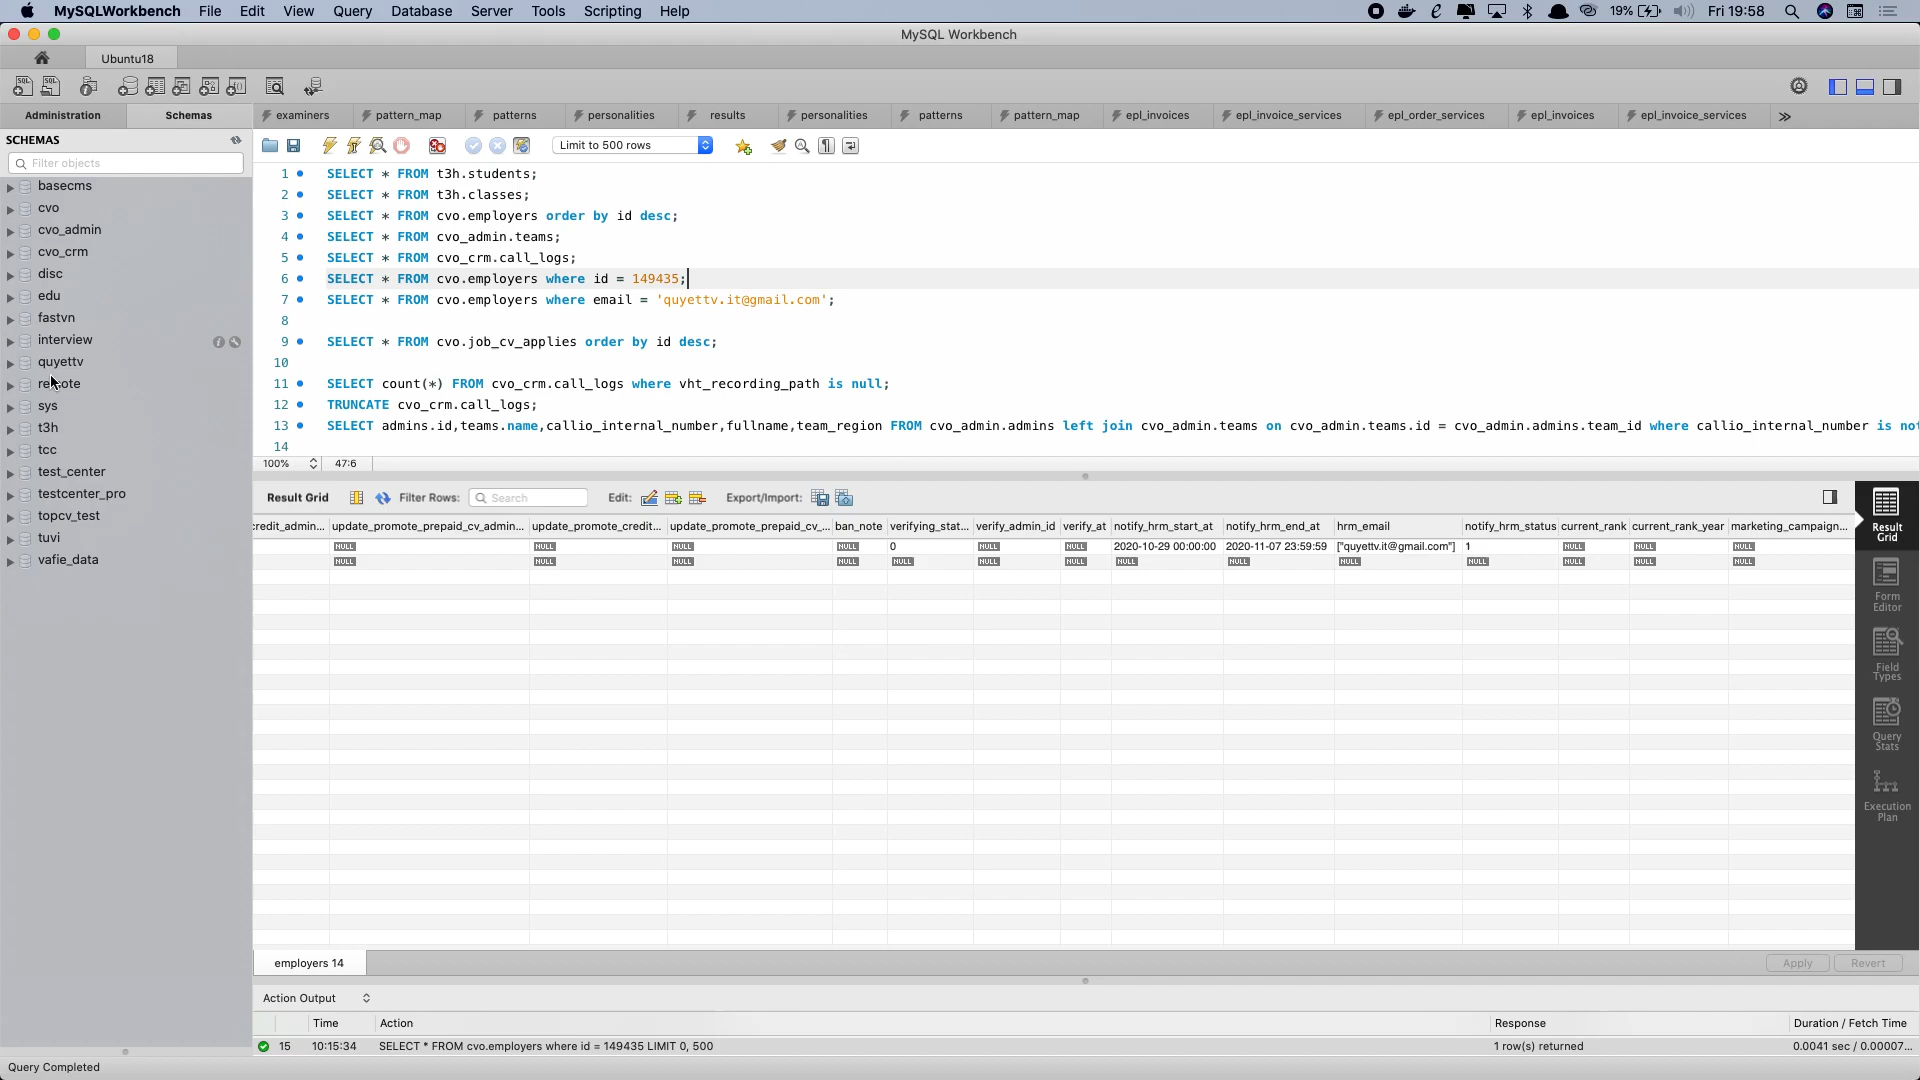 MySQLWorkbench File Edit View Query Database Server Tools Scripting Help 19% Fri 19:58
MySQL Workbench
Ubuntu18
Administration Schemas examiners pattern_map patterns personalities results personalities patterns pattern_map epl_invoices epl_invoice_services epl_order_services epl_invoices epl_invoice_services
SCHEMAS
Filter objects
basecms
cvo
cvo_admin
cvo_crm
disc
edu
fastvn
interview
quyettv
sys
t3h
tcc
test_center
testcenter_pro
topcv_test
tuvi
vafie_data
Limit to 500 rows
1 SELECT * FROM t3h.students;
2 SELECT * FROM t3h.classes;
3 SELECT * FROM cvo.employers order by id desc;
4 SELECT * FROM cvo_admin.teams;
5 SELECT * FROM cvo_crm.call_logs;
6 SELECT * FROM cvo.employers where id = 149435;
7 SELECT * FROM cvo.employers where email = 'quyettv.it@gmail.com';
8
9 SELECT * FROM cvo.job_cv_applies order by id desc;
10
11 SELECT count(*) FROM cvo_crm.call_logs where vht_recording_path is null;
12 TRUNCATE cvo_crm.call_logs;
13 SELECT admins.id,teams.name,callio_internal_number,fullname,team_region FROM cvo_admin.admins left join cvo_admin.teams on cvo_admin.teams.id = cvo_admin.admins.team_id where callio_internal_number is not
14
100% 47:6
Result Grid Filter Rows: Search Edit: Export/Import:
credit_admin... update_promote_prepaid_cv_admin... update_promote_credit... update_promote_prepaid_cv_... ban_note verifying_stat... verify_admin_id verify_at notify_hrm_start_at notify_hrm_end_at hrm_email notify_hrm_status current_rank current_rank_year marketing_campaign...
NULL NULL NULL NULL 0 NULL NULL 2020-10-29 00:00:00 2020-11-07 23:59:59 ["quyettv.it@gmail.com"] 1 NULL NULL NULL
NULL NULL NULL NULL NULL NULL NULL NULL NULL NULL NULL NULL NULL NULL
Result
Grid
Form
Editor
Field
Types
Query
Stats
Execution
Plan
employers 14 Apply Revert
Action Output
Time Action Response Duration / Fetch Time
15 10:15:34 SELECT * FROM cvo.employers where id = 149435 LIMIT 0, 500 1 row(s) returned 0.0041 sec / 0.00007...
Query Completed